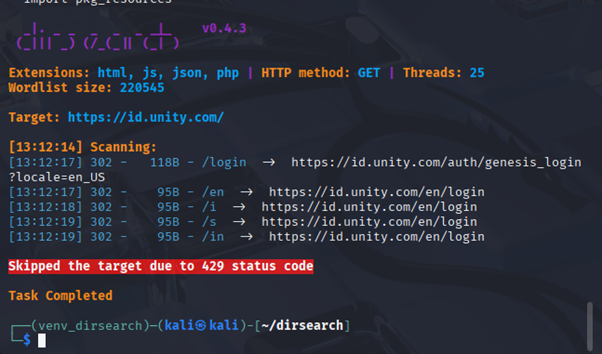 import pkg_resources
_|. _ _  _  _  _ _|_    v0.4.3
(_||| _) (/_(_|| (_| )
Extensions: html, js, json, php | HTTP method: GET | Threads: 25
Wordlist size: 220545
Target: https://id.unity.com/
[13:12:14] Scanning:
[13:12:17] 302 -   118B - /login  ->  https://id.unity.com/auth/genesis_login
?locale=en_US
[13:12:17] 302 -    95B - /en  ->  https://id.unity.com/en/login
[13:12:18] 302 -    95B - /i  ->  https://id.unity.com/en/login
[13:12:19] 302 -    95B - /s  ->  https://id.unity.com/en/login
[13:12:19] 302 -    95B - /in  ->  https://id.unity.com/en/login
Skipped the target due to 429 status code
Task Completed
┌──(venv_dirsearch)─(kali㉿kali)-[~/dirsearch]
└─$